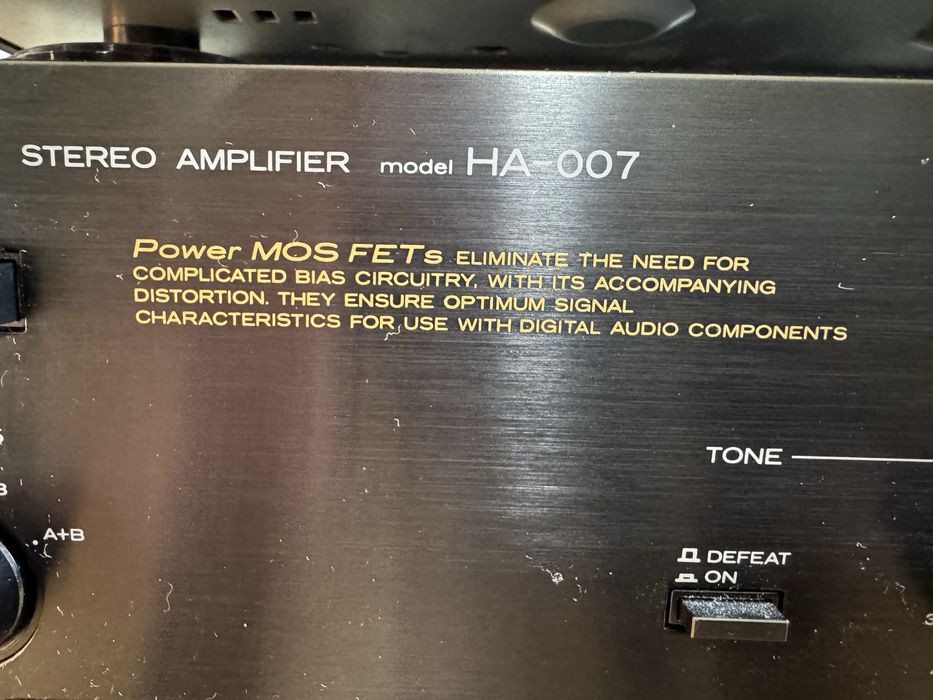 STEREO AMPLIFIER model HA-007
Power MOS FETs ELIMINATE THE NEED FOR
COMPLICATED BIAS CIRCUITRY, WITH ITS ACCOMPANYING
DISTORTION. THEY ENSURE OPTIMUM SIGNAL
CHARACTERISTICS FOR USE WITH DIGITAL AUDIO COMPONENTS
TONE
B
A+B
DEFEAT
ON
3